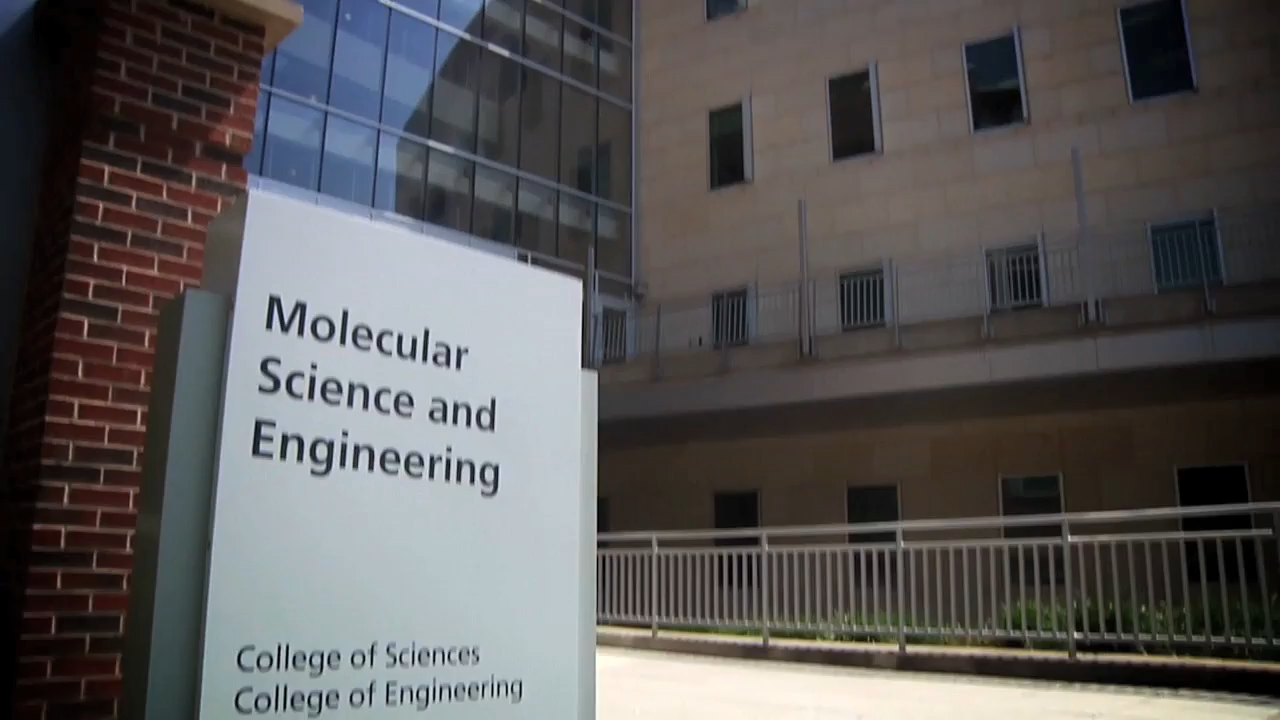 Molecular
Science and
Engineering
College of Sciences
College of Engineering